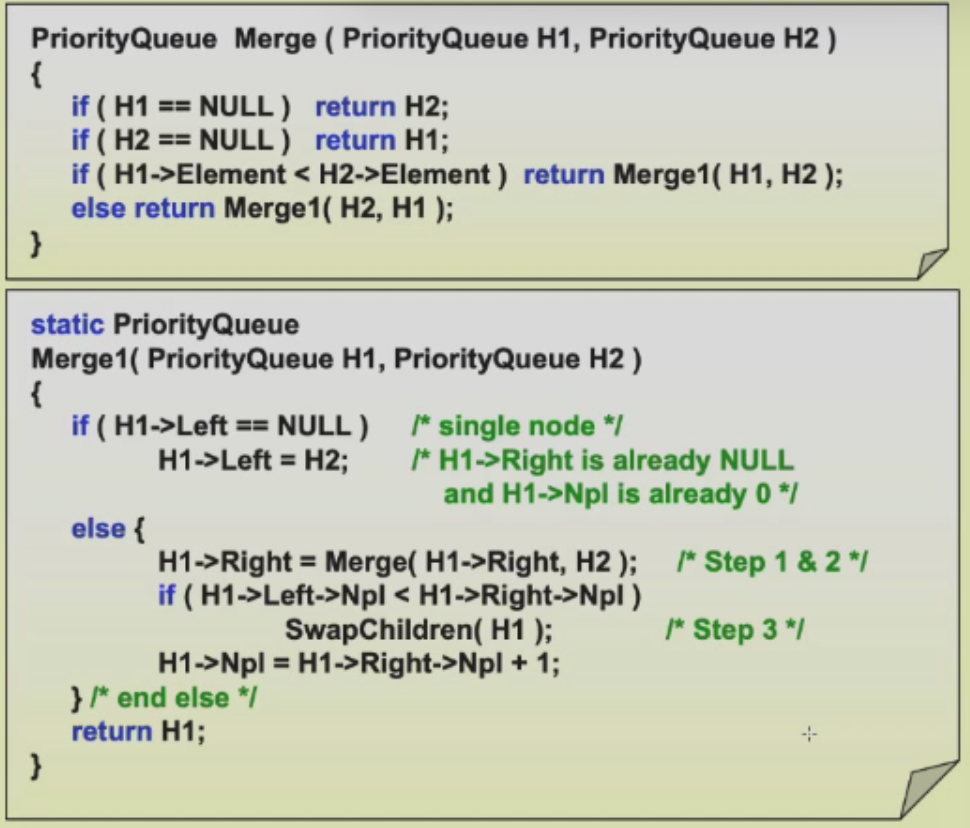 PriorityQueue Merge ( PriorityQueue H1, PriorityQueue H2 )
{
if ( H1 == NULL ) return H2;
if ( H2 == NULL ) return H1;
if ( H1->Element < H2->Element ) return Merge1( H1, H2 );
else return Merge1( H2, H1 );
}
static PriorityQueue
Merge1( PriorityQueue H1, PriorityQueue H2 )
{
if ( H1->Left == NULL ) /* single node */
H1->Left = H2; /* H1->Right is already NULL
and H1->Npl is already 0 */
else {
H1->Right = Merge( H1->Right, H2 ); /* Step 1 & 2 */
if ( H1->Left->Npl < H1->Right->Npl )
SwapChildren( H1 ); /* Step 3 */
H1->Npl = H1->Right->Npl + 1;
} /* end else */
return H1;
}